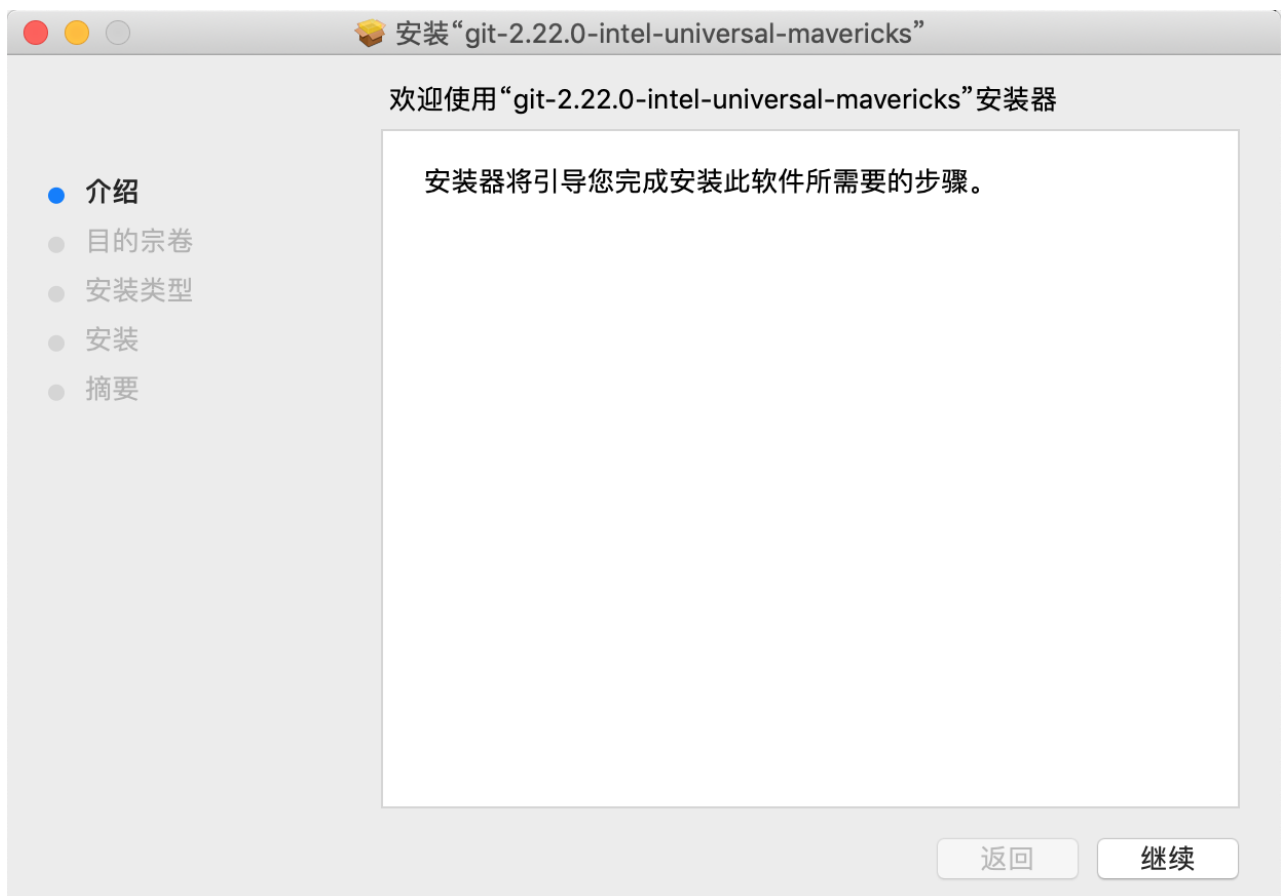 安装“git-2.22.0-intel-universal-mavericks”
欢迎使用“git-2.22.0-intel-universal-mavericks”安装器
安装器将引导您完成安装此软件所需要的步骤。
介绍
目的宗卷
安装类型
安装
摘要
返回
继续